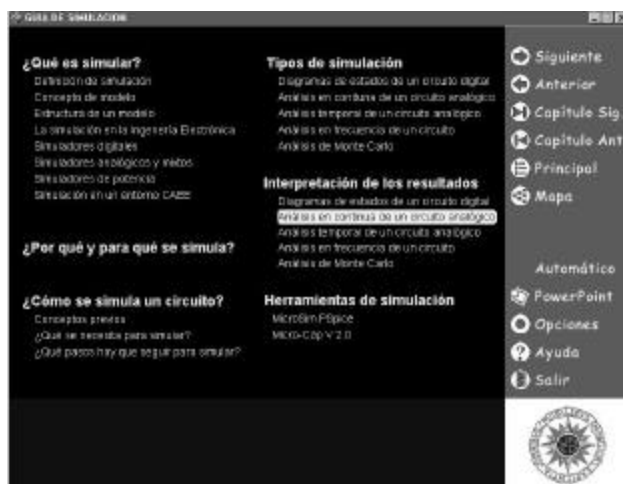 GUIA DE SIMULACION
¿Qué es simular?
Definición de simulación
Concepto de modelo
Estructura de un modelo
La simulación en la Ingeniería Electrónica
Simuladores digitales
Simuladores analógicos y mixtos
Simuladores de potencia
Simulación en un entorno CAEE
¿Por qué y para qué se simula?
¿Cómo se simula un circuito?
Conceptos previos
¿Qué se necesita para simular?
¿Qué pasos hay que seguir para simular?
Tipos de simulación
Diagramas de estados de un circuito digital
Análisis en continua de un circuito analógico
Análisis temporal de un circuito analógico
Análisis en frecuencia de un circuito
Análisis de Monte Carlo
Interpretación de los resultados
Diagramas de estados de un circuito digital
Análisis en continua de un circuito analógico
Análisis temporal de un circuito analógico
Análisis en frecuencia de un circuito
Análisis de Monte Carlo
Herramientas de simulación
MicroSim PSpice
Micro-Cap V 2.0
Siguiente
Anterior
Capítulo Sig.
Capítulo Ant
Principal
Mapa
Automático
PowerPoint
Opciones
Ayuda
Salir